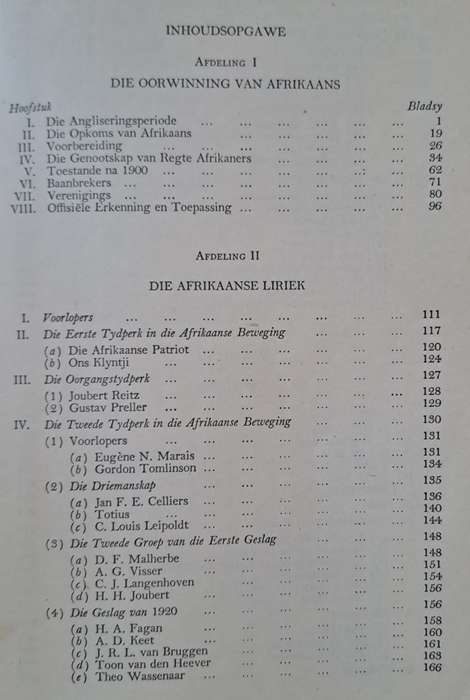 INHOUDSOPGAWE
AFDELING I
DIE OORWINNING VAN AFRIKAANS
Hoofstuk Bladsy
I. Die Angliseringsperiode ... ... ... ... ... ... 1
II. Die Opkoms van Afrikaans ... ... ... ... ... 19
III. Voorbereiding ... ... ... ... ... ... ... 26
IV. Die Genootskap van Regte Afrikaners ... ... ... ... 34
V. Toestande na 1900 ... ... ... ... ... ... 62
VI. Baanbrekers ... ... ... ... ... ... ... 71
VII. Verenigings ... ... ... ... ... ... ... 80
VIII. Offisiële Erkenning en Toepassing ... ... ... ... ... 96
AFDELING II
DIE AFRIKAANSE LIRIEK
I. Voorlopers ... ... ... ... ... ... ... 111
II. Die Eerste Tydperk in die Afrikaanse Beweging ... ... ... 117
(a) Die Afrikaanse Patriot ... ... ... ... ... ... 120
(b) Ons Klyntji ... ... ... ... ... ... ... 124
III. Die Oorgangstydperk ... ... ... ... ... ... 127
(1) Joubert Reitz ... ... ... ... ... ... ... 128
(2) Gustav Preller ... ... ... ... ... ... ... 129
IV. Die Tweede Tydperk in die Afrikaanse Beweging ... ... ... 130
(1) Voorlopers ... ... ... ... ... ... ... 131
(a) Eugène N. Marais ... ... ... ... ... ... 131
(b) Gordon Tomlinson ... ... ... ... ... ... 134
(2) Die Driemanskap ... ... ... ... ... ... 135
(a) Jan F. E. Celliers ... ... ... ... ... ... 136
(b) Totius ... ... ... ... ... ... 140
(c) C. Louis Leipoldt ... ... ... ... ... ... 144
(3) Die Tweede Groep van die Eerste Geslag ... ... ... ... 148
(a) D. F. Malherbe ... ... ... ... ... ... 148
(b) A. G. Visser ... ... ... ... ... ... 151
(c) C. J. Langenhoven ... ... ... ... ... ... 154
(d) H. H. Joubert ... ... ... ... ... ... 156
(4) Die Geslag van 1920 ... ... ... ... ... ... 156
(a) H. A. Fagan ... ... ... ... ... ... 158
(b) A. D. Keet ... ... ... ... ... ... 160
(c) J. R. L. van Bruggen ... ... ... ... ... 161
(d) Toon van den Heever ... ... ... ... ... 163
(e) Theo Wassenaar ... ... ... ... ... ... 166